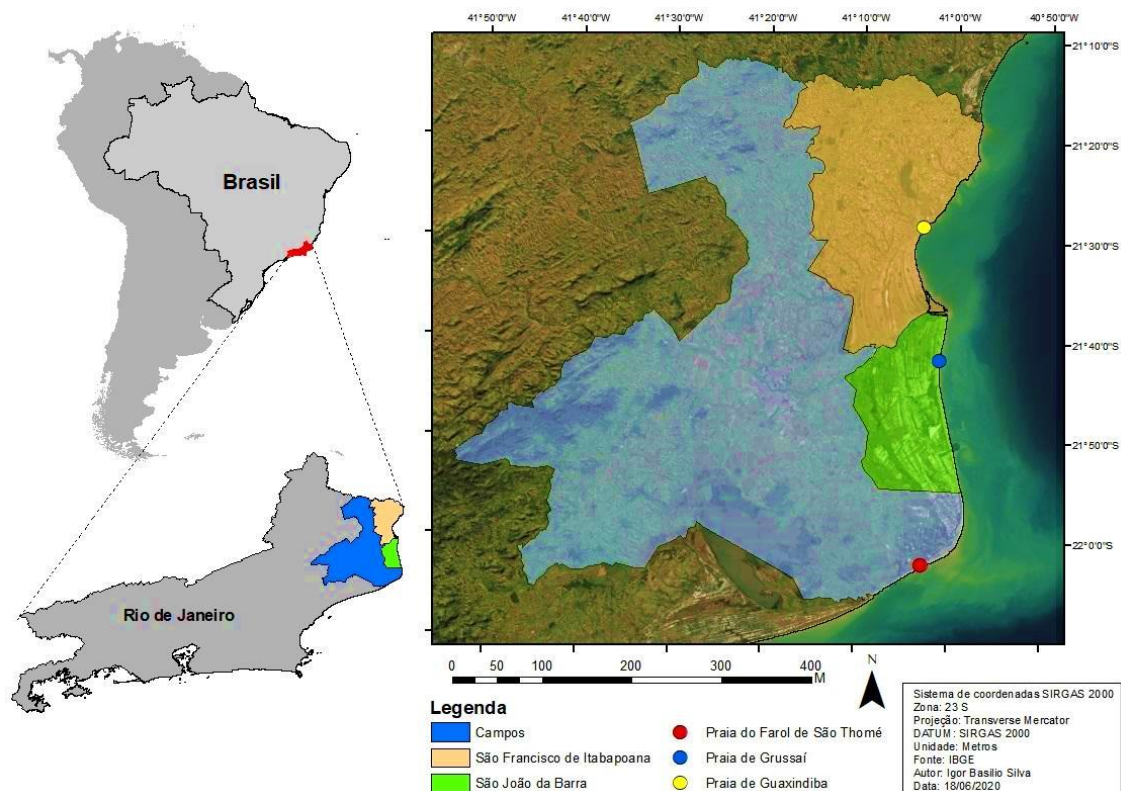 Brasil
Rio de Janeiro
41°50'0"W 41°40'0"W 41°30'0"W 41°20'0"W 41°10'0"W 41°0'0"W 40°50'0"W
21°10'0"S
21°20'0"S
21°30'0"S
21°40'0"S
21°50'0"S
22°0'0"S
0 50 100 200 300 400
M
N
Legenda
Campos
São Francisco de Itabapoana
São João da Barra
Praia do Farol de São Thomé
Praia de Grussaí
Praia de Guaxindiba
Sistema de coordenadas SIRGAS 2000
Zona: 23 S
Projeção: Transverse Mercator
DATUM: SIRGAS 2000
Unidade: Metros
Fonte: IBGE
Autor: Igor Basilio Silva
Data: 18/06/2020